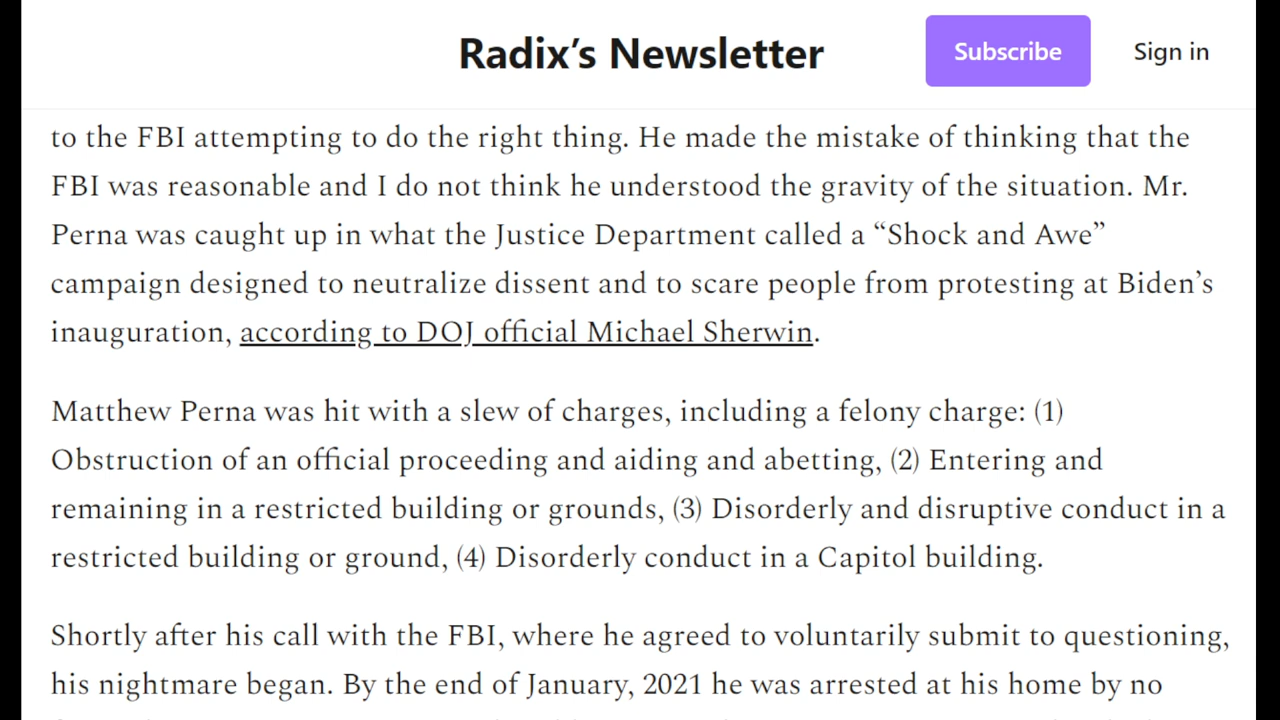 Radix’s Newsletter
Subscribe
Sign in
to the FBI attempting to do the right thing. He made the mistake of thinking that the
FBI was reasonable and I do not think he understood the gravity of the situation. Mr.
Perna was caught up in what the Justice Department called a “Shock and Awe”
campaign designed to neutralize dissent and to scare people from protesting at Biden’s
inauguration, according to DOJ official Michael Sherwin.
Matthew Perna was hit with a slew of charges, including a felony charge: (1)
Obstruction of an official proceeding and aiding and abetting, (2) Entering and
remaining in a restricted building or grounds, (3) Disorderly and disruptive conduct in a
restricted building or ground, (4) Disorderly conduct in a Capitol building.
Shortly after his call with the FBI, where he agreed to voluntarily submit to questioning,
his nightmare began. By the end of January, 2021 he was arrested at his home by no